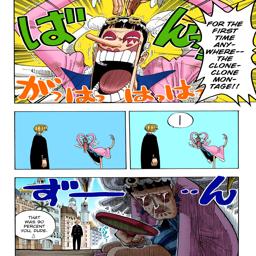 ばん
FOR THE
FIRST
TIME
ANY-
WHERE--
THE
CLONE-
CLONE
MON-
TAGE!!
がっはっはっは
ず ー ん
THAT
WAS 90
PERCENT
YOU, DUDE.